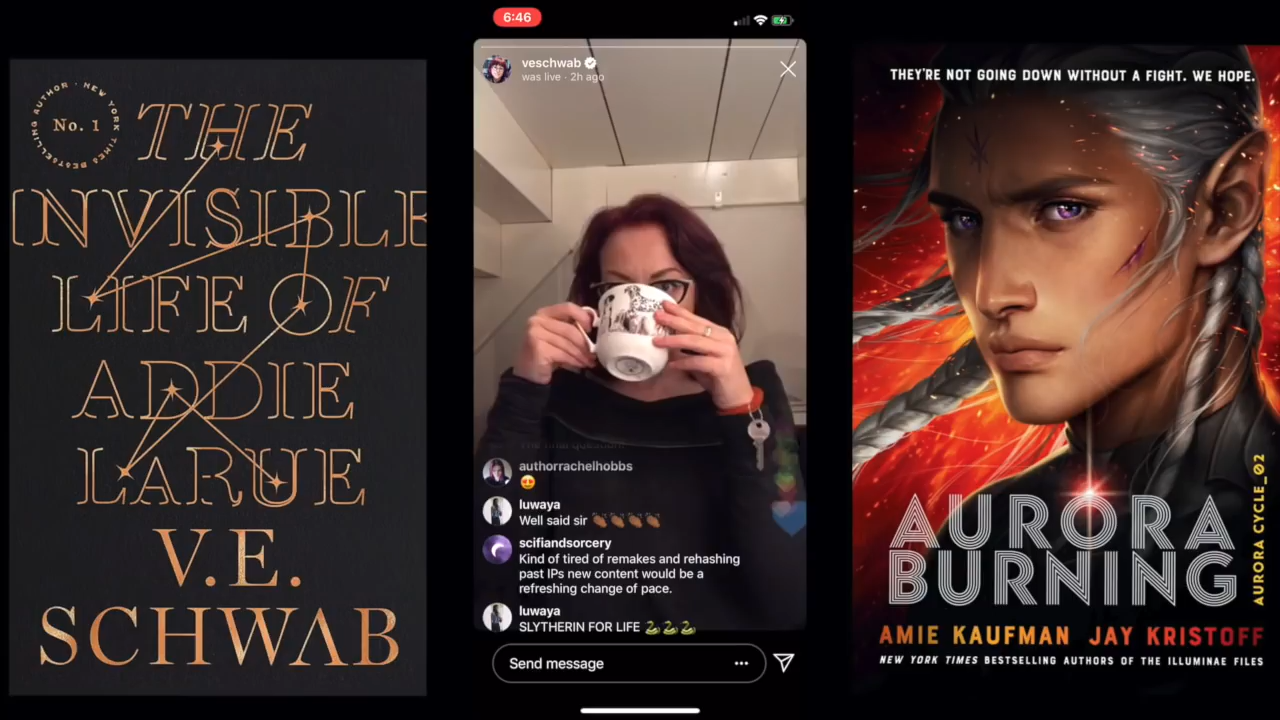 No. 1
AUTHOR · NEW YORK TIMES BESTSELLING
THE
INVISIBLE
LIFE OF
ADDIE
LARUE
V.E.
SCHWAB
6:46
veschwab
was live · 2h ago
The final question
authorrachelhobbs
😍
luwaya
Well said sir 👏🏾👏🏾👏🏾👏🏾
scifiandsorcery
Kind of tired of remakes and rehashing
past IPs new content would be a
refreshing change of pace.
luwaya
SLYTHERIN FOR LIFE 🐍🐍🐍
Send message
THEY'RE NOT GOING DOWN WITHOUT A FIGHT. WE HOPE.
AURORA
BURNING
AURORA CYCLE_02
AMIE KAUFMAN JAY KRISTOFF
NEW YORK TIMES BESTSELLING AUTHORS OF THE ILLUMINAE FILES